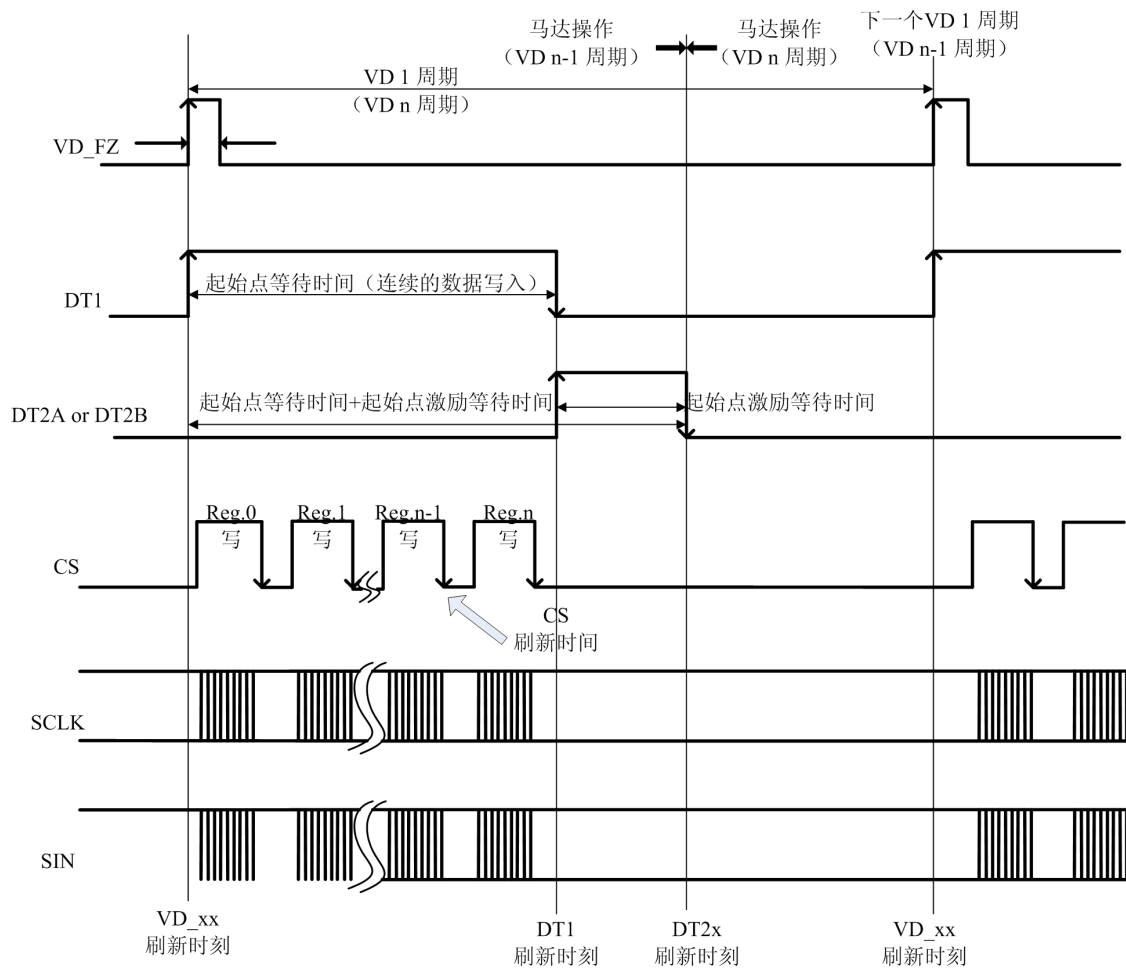 马达操作
（VD n-1 周期）
马达操作
（VD n 周期）
下一个VD 1 周期
（VD n-1 周期）
VD 1 周期
（VD n 周期）
VD_FZ
起始点等待时间（连续的数据写入）
DT1
起始点等待时间+起始点激励等待时间
起始点激励等待时间
DT2A or DT2B
Reg.0
写
Reg.1
写
Reg.n-1
写
Reg.n
写
CS
CS
刷新时间
SCLK
SIN
VD_xx
刷新时刻
DT1
刷新时刻
DT2x
刷新时刻
VD_xx
刷新时刻